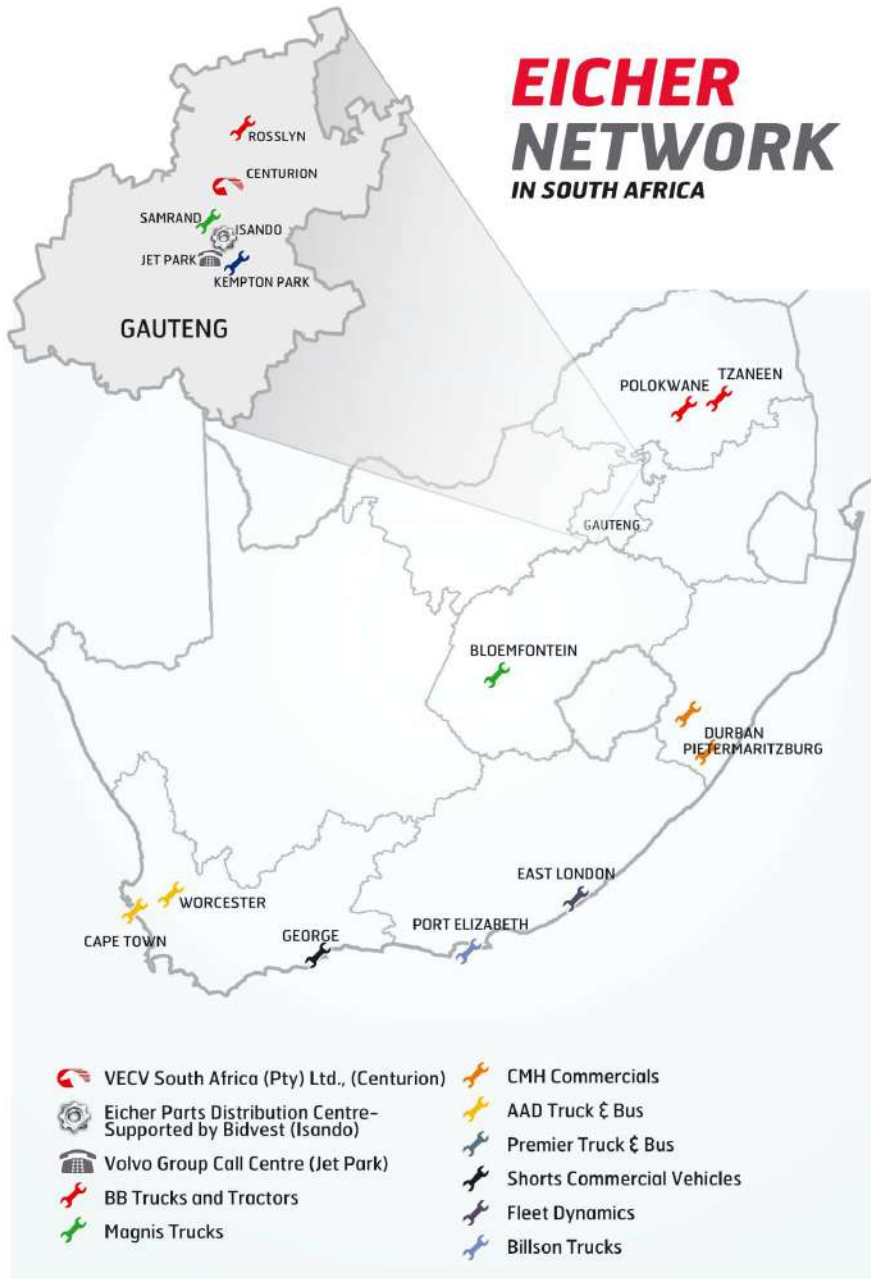 EICHER
NETWORK
IN SOUTH AFRICA
ROSSLYN
CENTURION
SAMRAND
ISANDO
JET PARK
KEMPTON PARK
GAUTENG
TZANEEN
POLOKWANE
GAUTENG
BLOEMFONTEIN
DURBAN
PIETERMARITZBURG
EAST LONDON
WORCESTER
PORT ELIZABETH
GEORGE
CAPE TOWN
VECV South Africa (Pty) Ltd., (Centurion)
Eicher Parts Distribution Centre-
Supported by Bidvest (Isando)
Volvo Group Call Centre (Jet Park)
BB Trucks and Tractors
Magnis Trucks
CMH Commercials
AAD Truck & Bus
Premier Truck & Bus
Shorts Commercial Vehicles
Fleet Dynamics
Billson Trucks